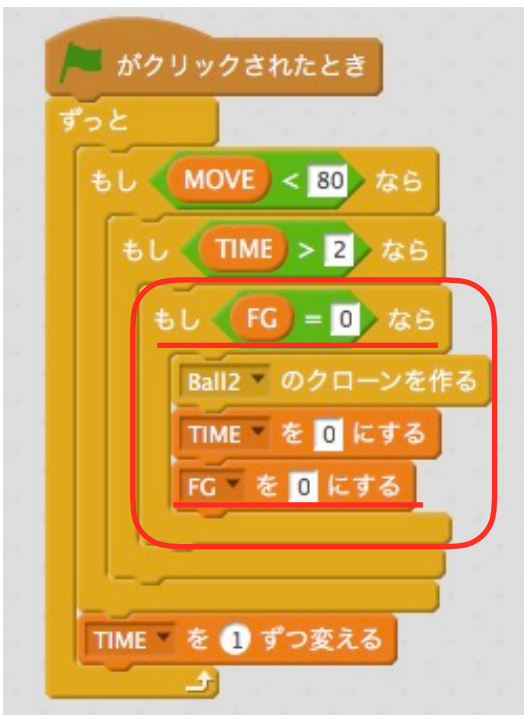 がクリックされたとき
ずっと
もし MOVE < 80 なら
もし TIME > 2 なら
もし FG = 0 なら
Ball2 のクローンを作る
TIME を 0 にする
FG を 0 にする
TIME を 1 ずつ変える